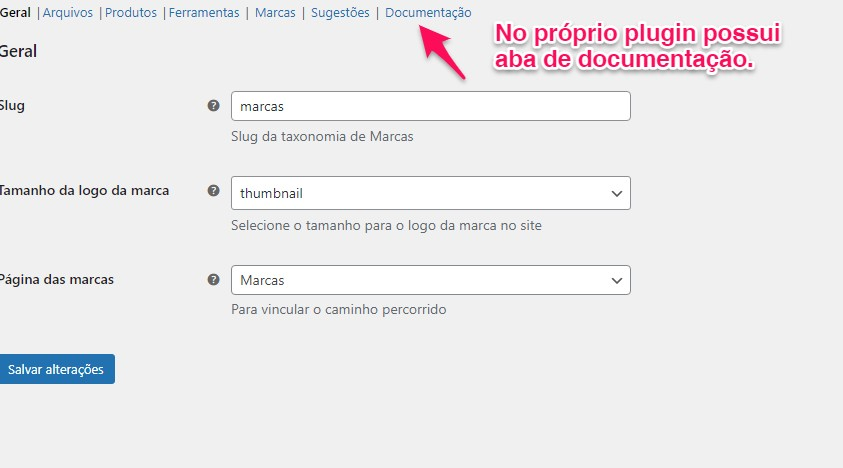 Geral | Arquivos | Produtos | Ferramentas | Marcas | Sugestões | Documentação
No próprio plugin possui
aba de documentação.
Geral
Slug
marcas
Slug da taxonomia de Marcas
Tamanho da logo da marca
thumbnail
Selecione o tamanho para o logo da marca no site
Página das marcas
Marcas
Para vincular o caminho percorrido
Salvar alterações